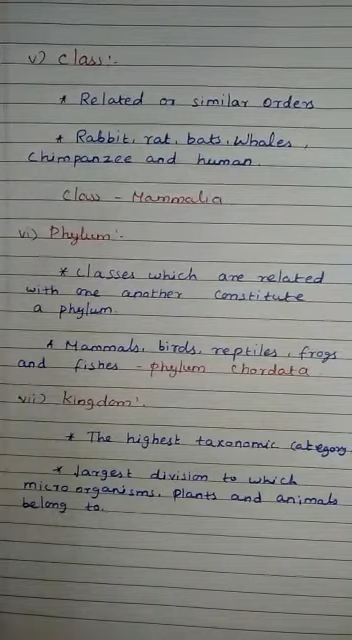 v) Class:-
* Related or similar orders
* Rabbit, rat, bats, Whales,
Chimpanzee and human.
Class - Mammalia
vi) Phylum:-
* Classes which are related
with one another constitute
a phylum.
* Mammals, birds, reptiles, frogs
and fishes - phylum Chordata
vii) Kingdom:-
* The highest taxonomic category
* largest division to which
micro organisms, plants and animals
belong to.